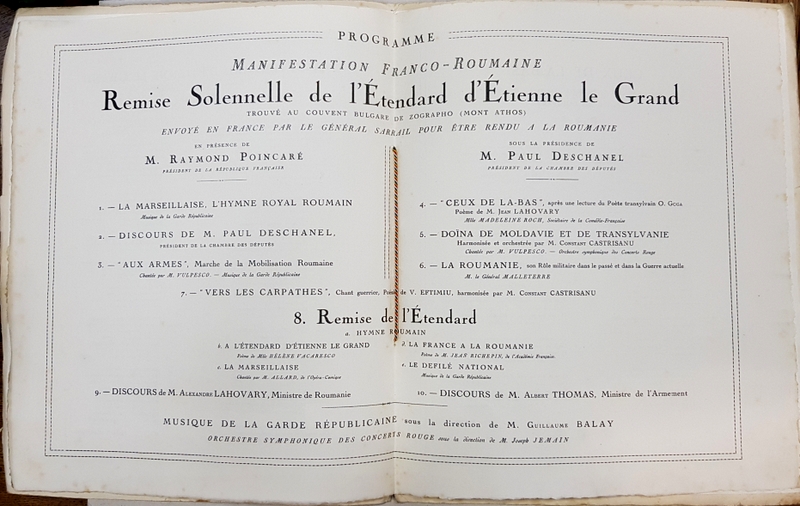 PROGRAMME
MANIFESTATION FRANCO-ROUMAINE
Remise Solennelle de l'Étendard d'Étienne le Grand
TROUVÉ AU COUVENT BULGARE DE ZOGRAPHO (MONT ATHOS)
ENVOYÉ EN FRANCE PAR LE GÉNÉRAL SARRAIL POUR ÊTRE RENDU A LA ROUMANIE
EN PRÉSENCE DE
M. RAYMOND POINCARÉ
PRÉSIDENT DE LA RÉPUBLIQUE FRANÇAISE
SOUS LA PRÉSIDENCE DE
M. PAUL DESCHANEL
PRÉSIDENT DE LA CHAMBRE DES DÉPUTÉS
1. — LA MARSEILLAISE, L'HYMNE ROYAL ROUMAIN
Musique de la Garde Républicaine
2. — DISCOURS DE M. PAUL DESCHANEL,
PRÉSIDENT DE LA CHAMBRE DES DÉPUTÉS
3. — "AUX ARMES", Marche de la Mobilisation Roumaine
Chantée par M. VULPESCO. — Musique de la Garde Républicaine
4. — "CEUX DE LA-BAS", après une lecture du Poète transylvain O. GOGA
Poème de M. JEAN LAHOVARY
Mlle MADELEINE ROCH, Sociétaire de la Comédie-Française
5. — DOÏNA DE MOLDAVIE ET DE TRANSYLVANIE
Harmonisée et orchestrée par M. CONSTANT CASTRISANU
Chantée par M. VULPESCO. — Orchestre symphonique des Concerts Rouge
6. — LA ROUMANIE, son Rôle militaire dans le passé et dans la Guerre actuelle
M. le Général MALLETERRE
7. — "VERS LES CARPATHES", Chant guerrier, Poésie de V. EFTIMIU, harmonisée par M. CONSTANT CASTRISANU
8. Remise de l'Étendard
a. HYMNE ROUMAIN
b. A L'ÉTENDARD D'ÉTIENNE LE GRAND
Poème de Mlle HÉLÈNE VACARESCO
c. LA MARSEILLAISE
Chantée par M. ALLARD, de l'Opéra-Comique
d. LA FRANCE A LA ROUMANIE
Poème de M. JEAN RICHEPIN, de l'Académie Française
e. LE DEFILÉ NATIONAL
Musique de la Garde Républicaine
9. — DISCOURS de M. ALEXANDRE LAHOVARY, Ministre de Roumanie
10. — DISCOURS de M. ALBERT THOMAS, Ministre de l'Armement
MUSIQUE DE LA GARDE RÉPUBLICAINE sous la direction de M. GUILLAUME BALAY
ORCHESTRE SYMPHONIQUE DES CONCERTS ROUGE sous la direction de M. Joseph JEMAIN